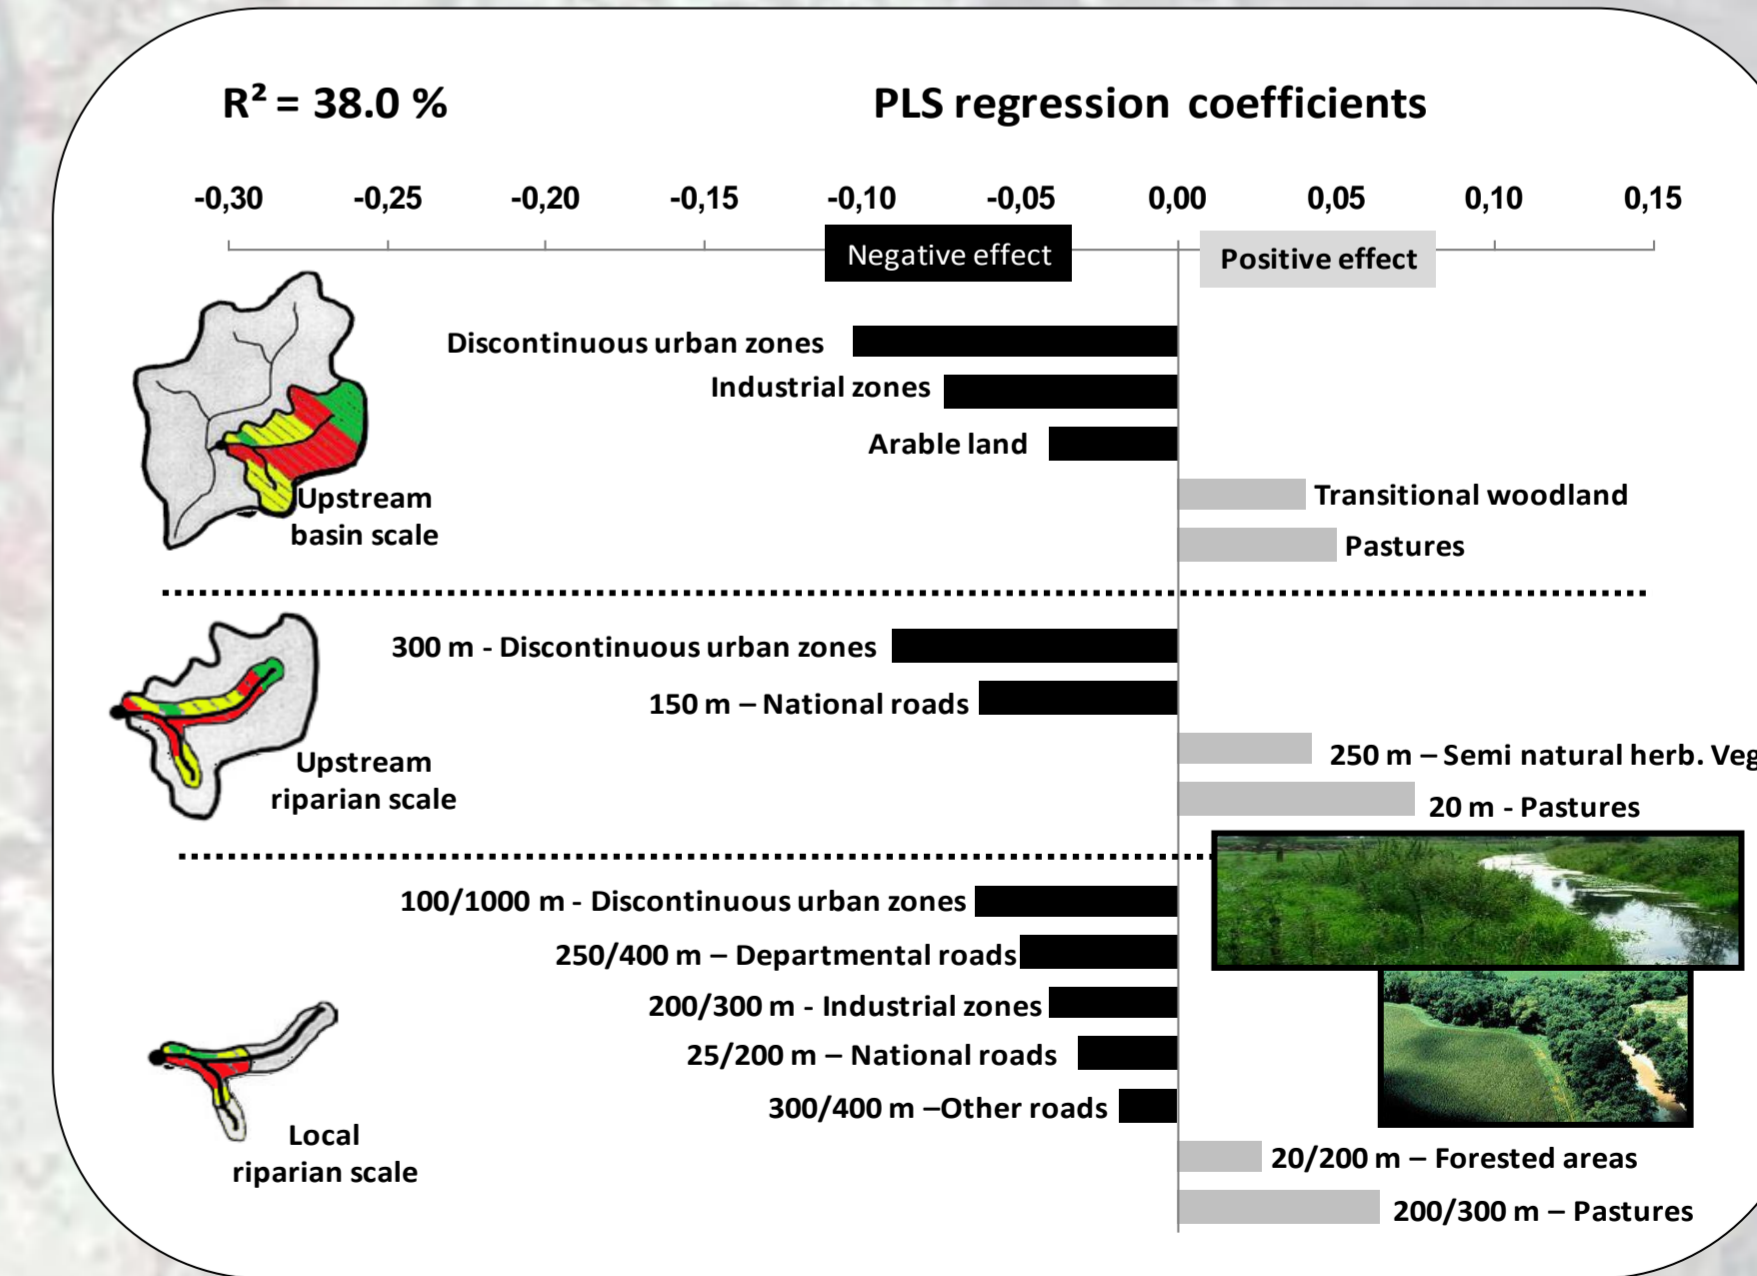 R² = 38.0 %
PLS regression coefficients
-0,30 -0,25 -0,20 -0,15 -0,10 -0,05 0,00 0,05 0,10 0,15
Negative effect
Positive effect
Discontinuous urban zones
Industrial zones
Arable land
Transitional woodland
Pastures
Upstream
basin scale
300 m - Discontinuous urban zones
150 m – National roads
250 m – Semi natural herb. Veg
20 m - Pastures
Upstream
riparian scale
100/1000 m - Discontinuous urban zones
250/400 m – Departmental roads
200/300 m - Industrial zones
25/200 m – National roads
300/400 m –Other roads
20/200 m – Forested areas
200/300 m – Pastures
Local
riparian scale